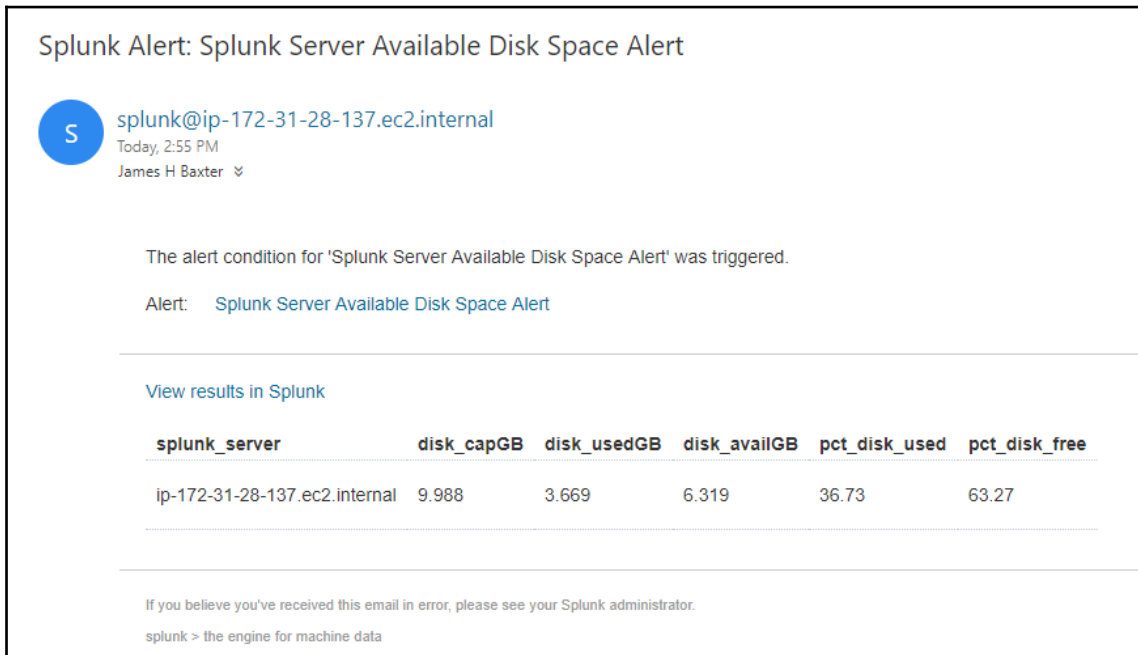 Splunk Alert: Splunk Server Available Disk Space Alert
S
splunk@ip-172-31-28-137.ec2.internal
Today, 2:55 PM
James H Baxter
The alert condition for 'Splunk Server Available Disk Space Alert' was triggered.
Alert: Splunk Server Available Disk Space Alert
View results in Splunk
splunk_server disk_capGB disk_usedGB disk_availGB pct_disk_used pct_disk_free
ip-172-31-28-137.ec2.internal 9.988 3.669 6.319 36.73 63.27
If you believe you've received this email in error, please see your Splunk administrator.
splunk > the engine for machine data